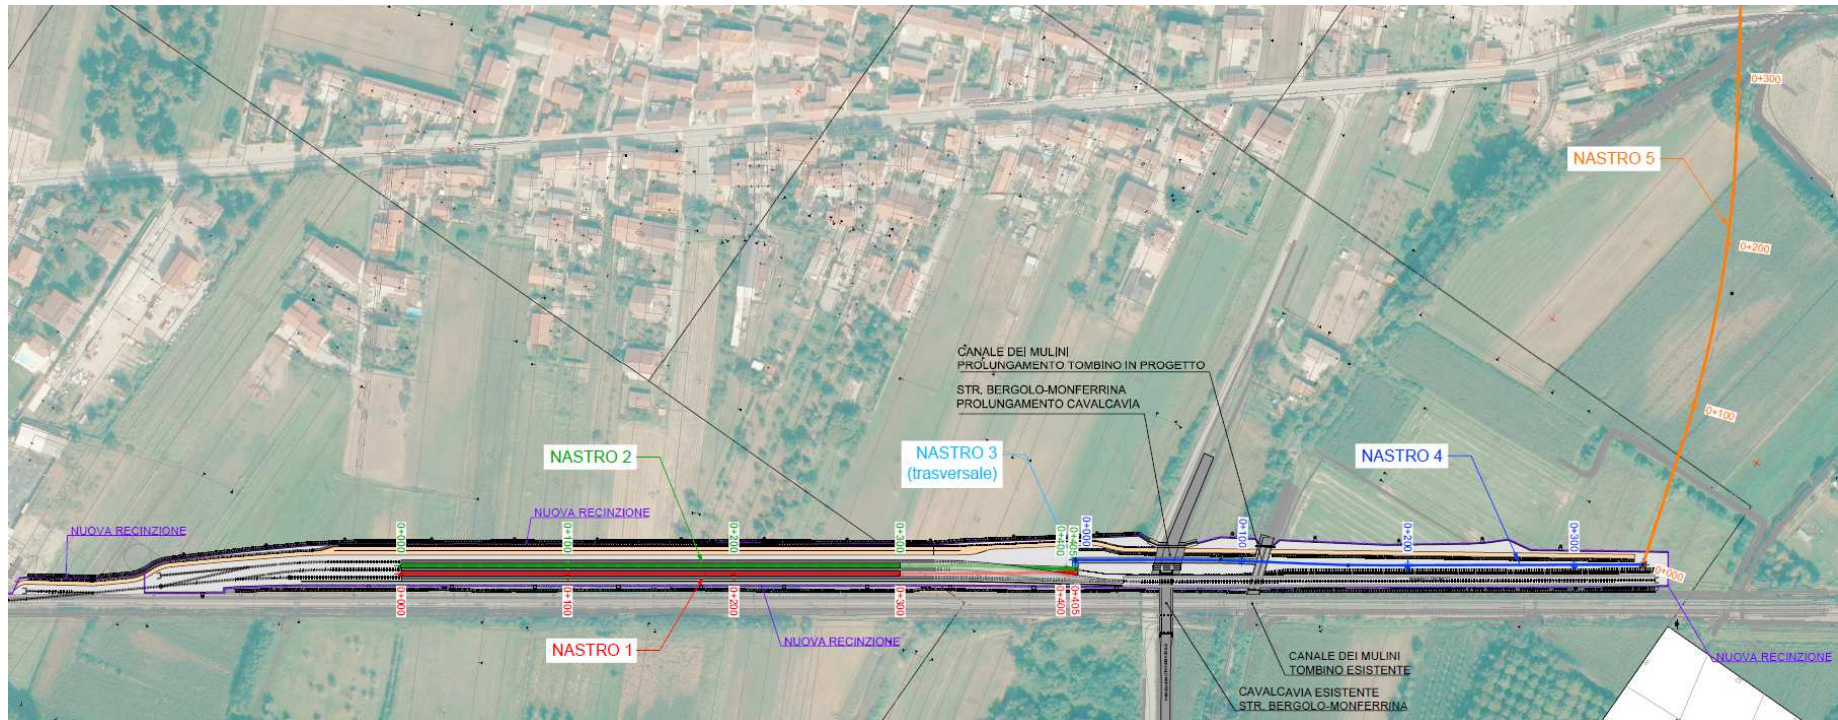 0+300
NASTRO 5
0+200
CANALE DEI MULINI
PROLUNGAMENTO TOMBINO IN PROGETTO
STR. BERGOLO-MONFERRINA
PROLUNGAMENTO CAVALCAVIA
0+100
NASTRO 2
NASTRO 3
(trasversale)
NASTRO 4
NUOVA RECINZIONE
NUOVA RECINZIONE
0+000
0+100
0+200
0+300
0+400
0+405
0+000
0+100
0+200
0+300
0+000
0+000
0+100
0+200
0+300
0+400
0+405
NUOVA RECINZIONE
NASTRO 1
CANALE DEI MULINI
TOMBINO ESISTENTE
NUOVA RECINZIONE
CAVALCAVIA ESISTENTE
STR. BERGOLO-MONFERRINA